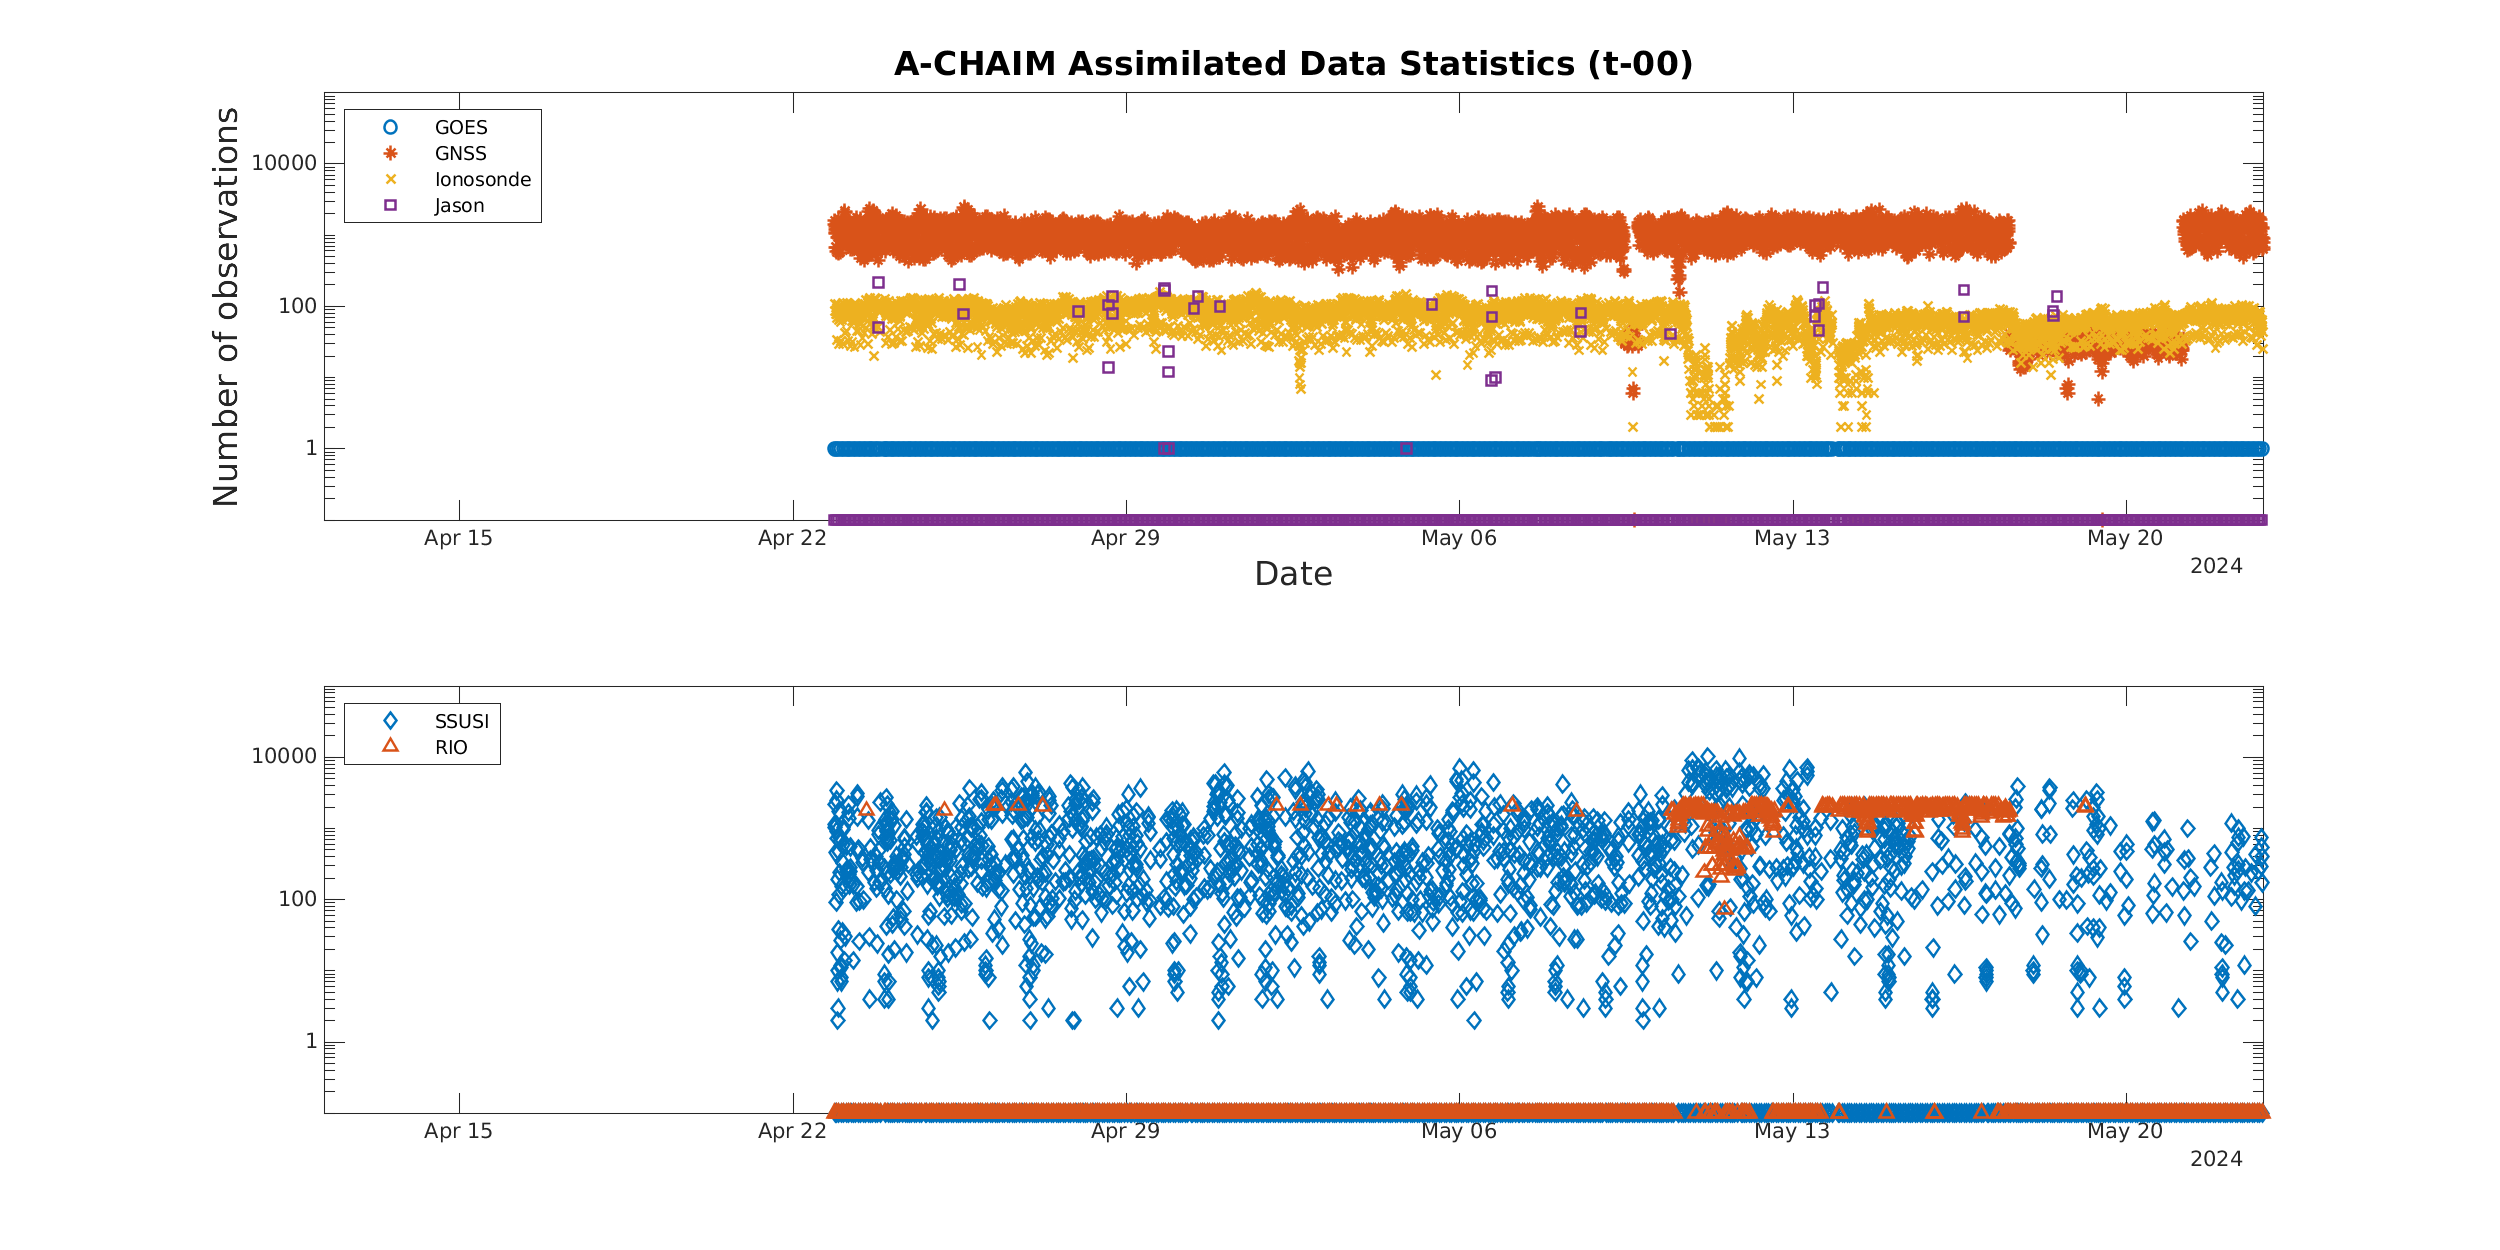 A-CHAIM Assimilated Data Statistics (t-00)
Number of observations
10000
100
1
GOES
GNSS
Ionosonde
Jason
Apr 15
Apr 22
Apr 29
May 06
May 13
May 20
2024
Date
10000
100
1
SSUSI
RIO
Apr 15
Apr 22
Apr 29
May 06
May 13
May 20
2024